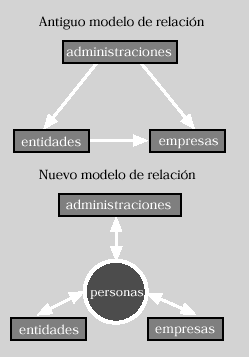 Antiguo modelo de relación
administraciones
entidades
empresas
Nuevo modelo de relación
administraciones
personas
entidades
empresas